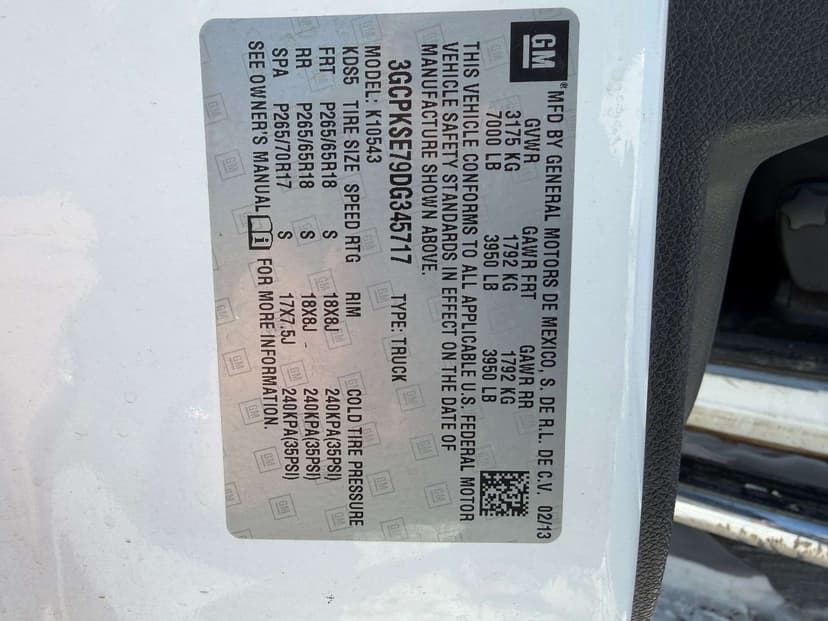 GM
MFD BY GENERAL MOTORS DE MEXICO, S. DE R.L. DE C.V. 02/13
GVWR GAWR FRT GAWR RR
3175 KG 1792 KG 1792 KG
7000 LB 3950 LB 3950 LB
THIS VEHICLE CONFORMS TO ALL APPLICABLE U.S. FEDERAL MOTOR
VEHICLE SAFETY STANDARDS IN EFFECT ON THE DATE OF
MANUFACTURE SHOWN ABOVE.
3GCPKSE79DG345717 TYPE: TRUCK
MODEL: K10543
KDS5 TIRE SIZE SPEED RTG RIM COLD TIRE PRESSURE
FRT P265/65R18 S 18X8J 240KPA(35PSI)
RR P265/65R18 S 18X8J - 240KPA(35PSI)
SPA P265/70R17 S 17X7.5J 240KPA(35PSI)
SEE OWNER'S MANUAL i FOR MORE INFORMATION.